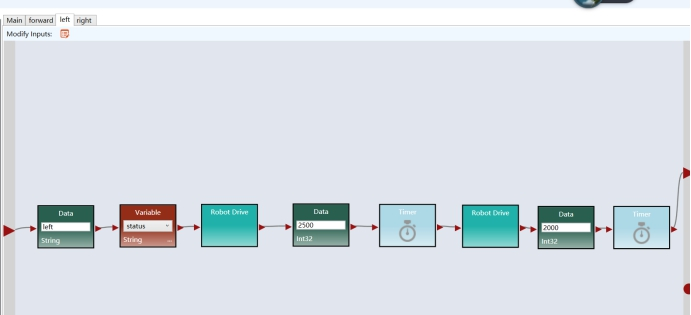 Main forward left right
Modify Inputs:
Data
left
String
Variable
status
String ...
Robot Drive
Data
2500
Int32
Timer
Robot Drive
Data
2000
Int32
Timer